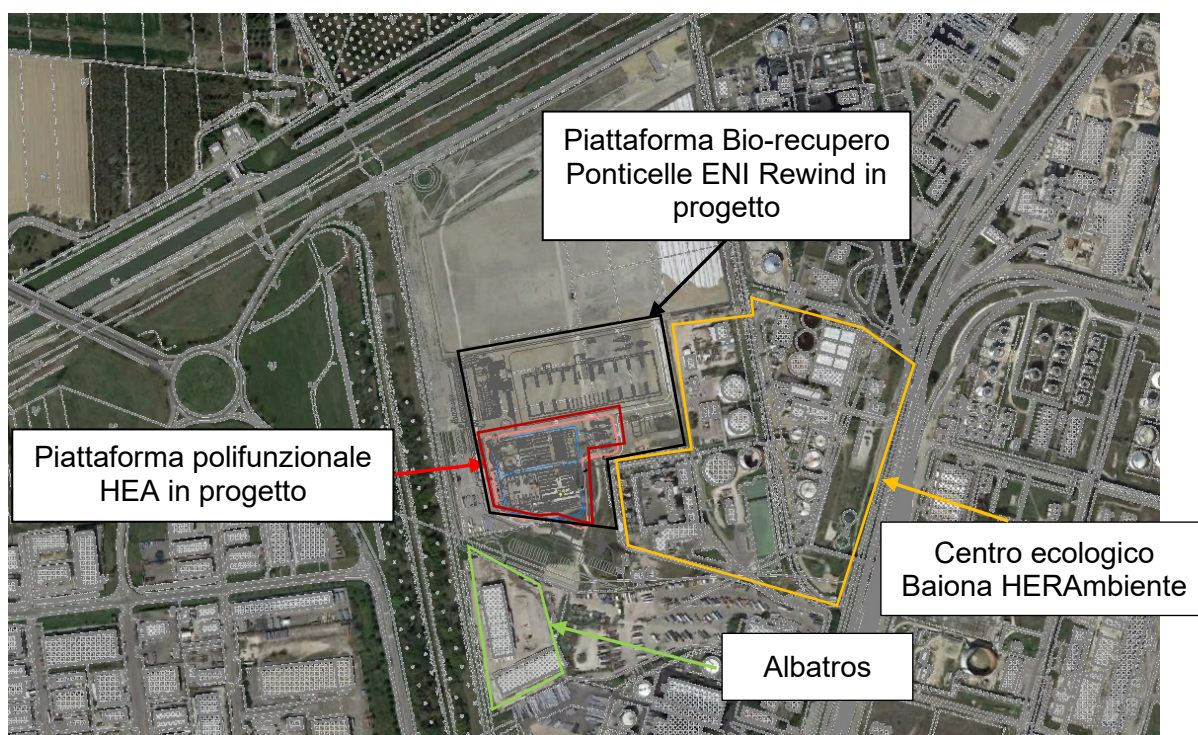 Piattaforma Bio-recupero
Ponticelle ENI Rewind in
progetto
Piattaforma polifunzionale
HEA in progetto
Centro ecologico
Baiona HERAmbiente
Albatros